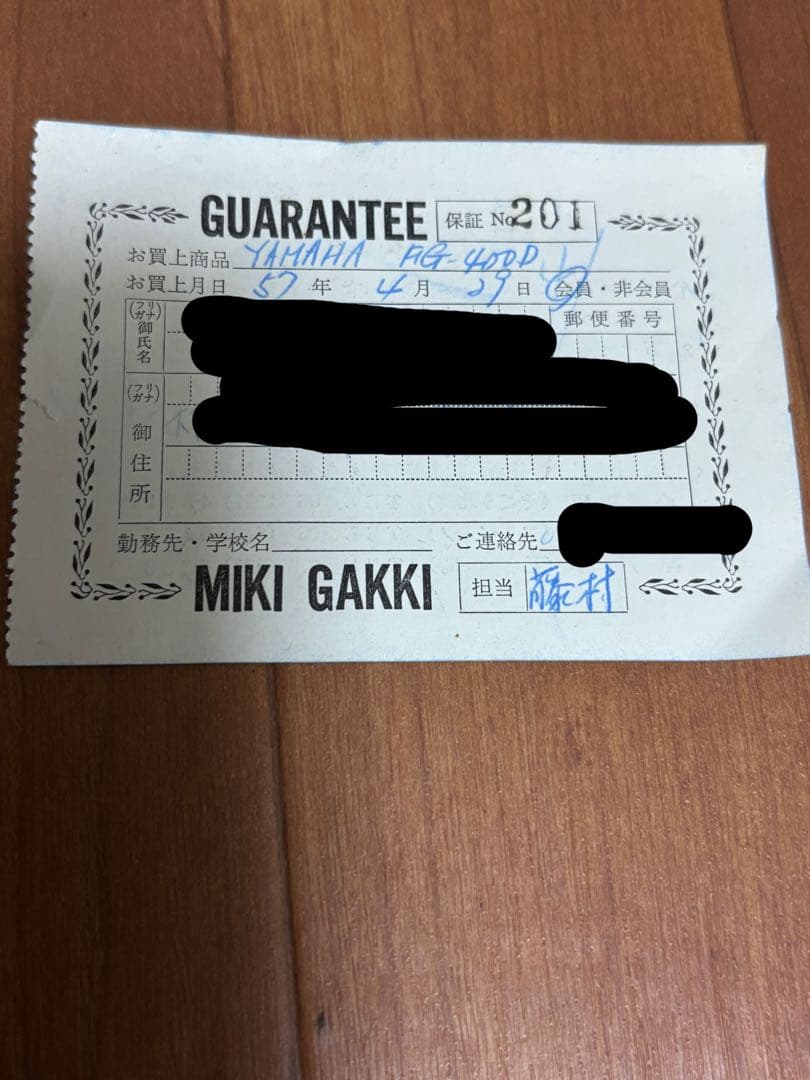 GUARANTEE 保証 No. 201
お買上商品 YAMAHA FG-400D
お買上月日 57 年 4 月 29 日 会員・非会員
(フリガナ) 御氏名 郵便番号
(フリガナ)
御住所
勤務先・学校名 ご連絡先
MIKI GAKKI 担当 藤村